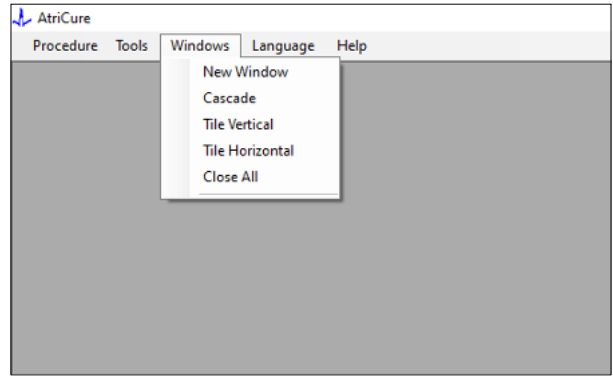 AtriCure
Procedure Tools Windows Language Help
New Window
Cascade
Tile Vertical
Tile Horizontal
Close All